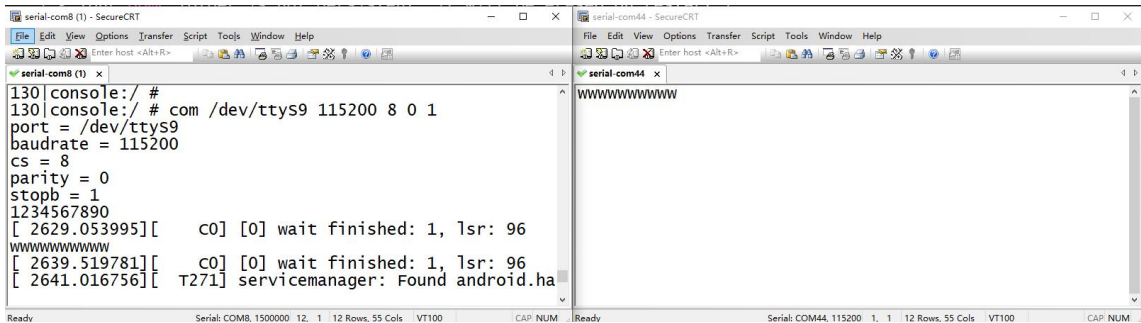 serial-com8 (1) - SecureCRT
File Edit View Options Transfer Script Tools Window Help
Enter host <Alt+R>
serial-com8 (1) x
130|console:/ #
130|console:/ # com /dev/ttyS9 115200 8 0 1
port = /dev/ttyS9
baudrate = 115200
cs = 8
parity = 0
stopb = 1
1234567890
[ 2629.053995][    C0] [0] wait finished: 1, lsr: 96
wwwwwwwwww
[ 2639.519781][    C0] [0] wait finished: 1, lsr: 96
[ 2641.016756][  T271] servicemanager: Found android.ha
Ready Serial: COM8, 1500000 12, 1 12 Rows, 55 Cols VT100 CAP NUM
serial-com44 - SecureCRT
File Edit View Options Transfer Script Tools Window Help
Enter host <Alt+R>
serial-com44 x
wwwwwwwwww
Ready Serial: COM44, 115200 1, 1 12 Rows, 55 Cols VT100 CAP NUM